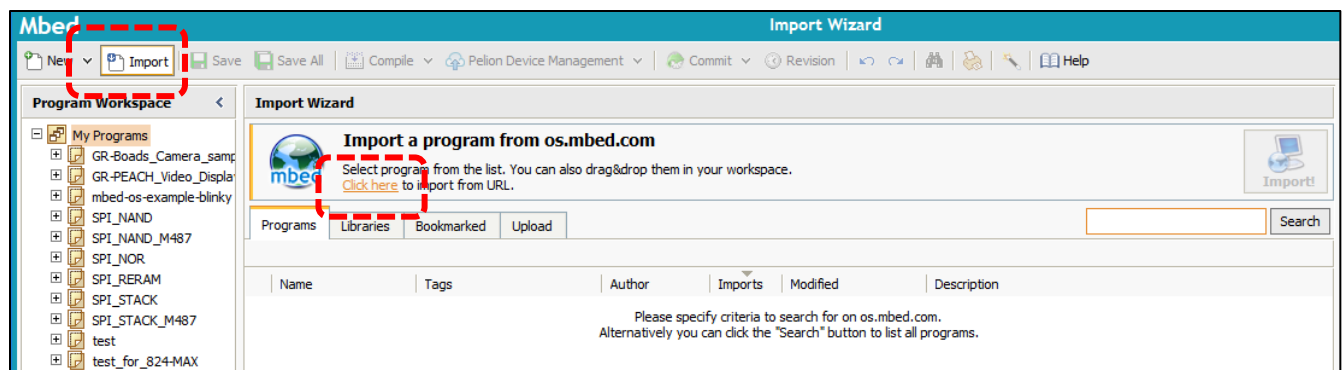 Mbed
Import Wizard
New
Import
Save
Save All
Compile
Pelion Device Management
Commit
Revision
Help
Program Workspace
<
Import Wizard
My Programs
GR-Boads_Camera_samp
GR-PEACH_Video_Displa
mbed-os-example-blinky
SPI_NAND
SPI_NAND_M487
SPI_NOR
SPI_RERAM
SPI_STACK
SPI_STACK_M487
test
test_for_824-MAX
mbed
Import a program from os.mbed.com
Select program from the list. You can also drag&drop them in your workspace.
Click here to import from URL.
Import!
Programs
Libraries
Bookmarked
Upload
Search
Name
Tags
Author
Imports
Modified
Description
Please specify criteria to search for on os.mbed.com.
Alternatively you can click the "Search" button to list all programs.